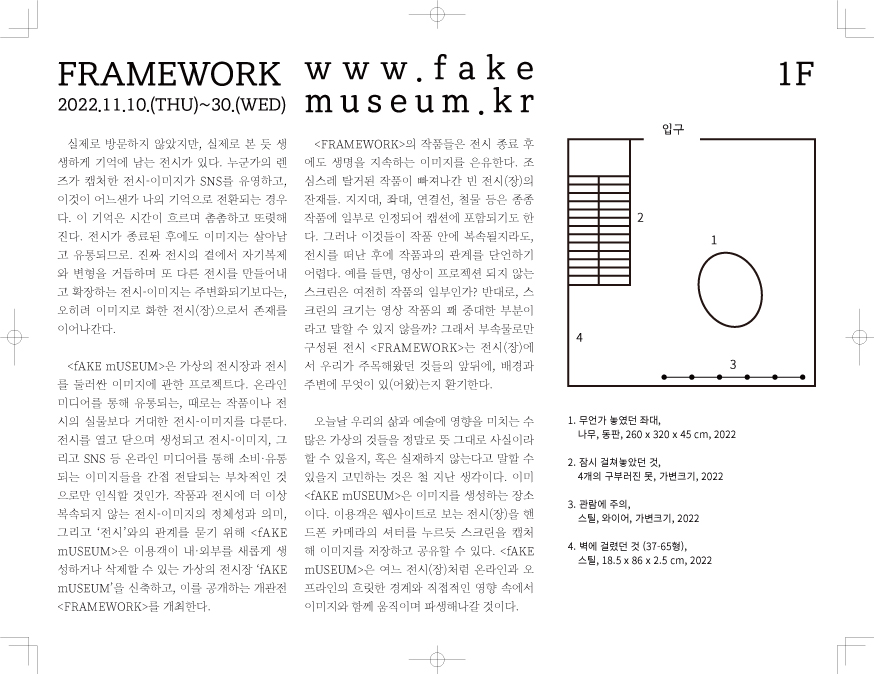 FRAMEWORK
2022.11.10.(THU)~30.(WED)
실제로 방문하지 않았지만, 실제로 본 듯 생
생하게 기억에 남는 전시가 있다. 누군가의 렌
즈가 캡처한 전시-이미지가 SNS를 유영하고,
이것이 어느샌가 나의 기억으로 전환되는 경우
다. 이 기억은 시간이 흐르며 촘촘하고 또렷해
진다. 전시가 종료된 후에도 이미지는 살아남
고 유통되므로. 진짜 전시의 곁에서 자기복제
와 변형을 거듭하며 또 다른 전시를 만들어내
고 확장하는 전시-이미지는 주변화되기보다는,
오히려 이미지로 화한 전시(장)으로서 존재를
이어나간다.
<fAKE mUSEUM>은 가상의 전시장과 전시
를 둘러싼 이미지에 관한 프로젝트다. 온라인
미디어를 통해 유통되는, 때로는 작품이나 전
시의 실물보다 거대한 전시-이미지를 다룬다.
전시를 열고 닫으며 생성되고 전시-이미지, 그
리고 SNS 등 온라인 미디어를 통해 소비·유통
되는 이미지들을 간접 전달되는 부차적인 것
으로만 인식할 것인가. 작품과 전시에 더 이상
복속되지 않는 전시-이미지의 정체성과 의미,
그리고 ‘전시’와의 관계를 묻기 위해 <fAKE
mUSEUM>은 이용객이 내·외부를 새롭게 생
성하거나 삭제할 수 있는 가상의 전시장 ‘fAKE
mUSEUM’을 신축하고, 이를 공개하는 개관전
<FRAMEWORK>를 개최한다.
www.fake
museum.kr
<FRAMEWORK>의 작품들은 전시 종료 후
에도 생명을 지속하는 이미지를 은유한다. 조
심스레 탈거된 작품이 빠져나간 빈 전시(장)의
잔재들. 지지대, 좌대, 연결선, 철물 등은 종종
작품에 일부로 인정되어 캡션에 포함되기도 한
다. 그러나 이것들이 작품 안에 복속될지라도,
전시를 떠난 후에 작품과의 관계를 단언하기
어렵다. 예를 들면, 영상이 프로젝션 되지 않는
스크린은 여전히 작품의 일부인가? 반대로, 스
크린의 크기는 영상 작품의 꽤 중대한 부분이
라고 말할 수 있지 않을까? 그래서 부속물로만
구성된 전시 <FRAMEWORK>는 전시(장)에
서 우리가 주목해왔던 것들의 앞뒤에, 배경과
주변에 무엇이 있(어왔)는지 환기한다.
오늘날 우리의 삶과 예술에 영향을 미치는 수
많은 가상의 것들을 정말로 뜻 그대로 사실이라
할 수 있을지, 혹은 실재하지 않는다고 말할 수
있을지 고민하는 것은 철 지난 생각이다. 이미
<fAKE mUSEUM>은 이미지를 생성하는 장소
이다. 이용객은 웹사이트로 보는 전시(장)을 핸
드폰 카메라의 셔터를 누르듯 스크린을 캡처
해 이미지를 저장하고 공유할 수 있다. <fAKE
mUSEUM>은 여느 전시(장)처럼 온라인과 오
프라인의 흐릿한 경계와 직접적인 영향 속에서
이미지와 함께 움직이며 파생해나갈 것이다.
1F
입구
2
1
4
3
1. 무언가 놓였던 좌대,
나무, 동판, 260 x 320 x 45 cm, 2022
2. 잠시 걸쳐놓았던 것,
4개의 구부러진 못, 가변크기, 2022
3. 관람에 주의,
스틸, 와이어, 가변크기, 2022
4. 벽에 걸렸던 것 (37-65형),
스틸, 18.5 x 86 x 2.5 cm, 2022